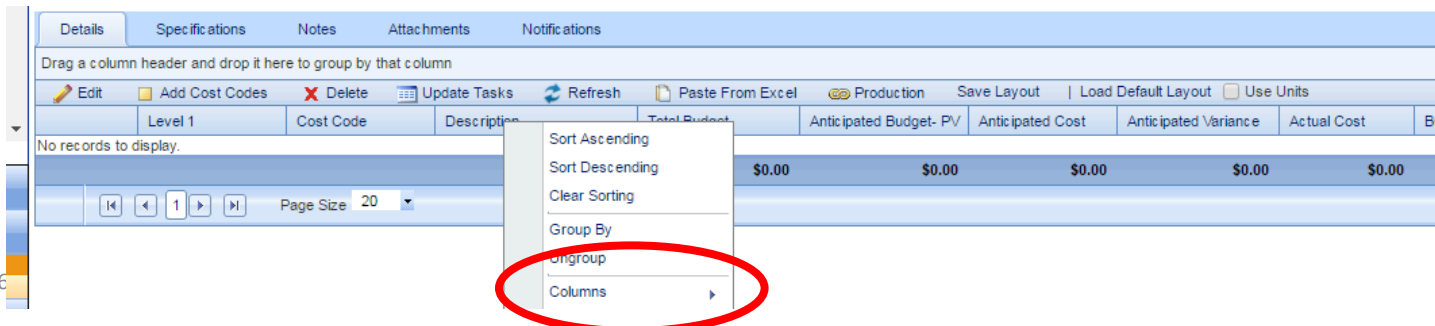 Details Specifications Notes Attachments Notifications
Drag a column header and drop it here to group by that column
Edit Add Cost Codes Delete Update Tasks Refresh Paste From Excel Production Save Layout | Load Default Layout Use Units
Level 1 Cost Code Description Total Budget Anticipated Budget- PV Anticipated Cost Anticipated Variance Actual Cost
No records to display.
$0.00 $0.00 $0.00 $0.00 $0.00
1 Page Size 20
Sort Ascending
Sort Descending
Clear Sorting
Group By
Ungroup
Columns